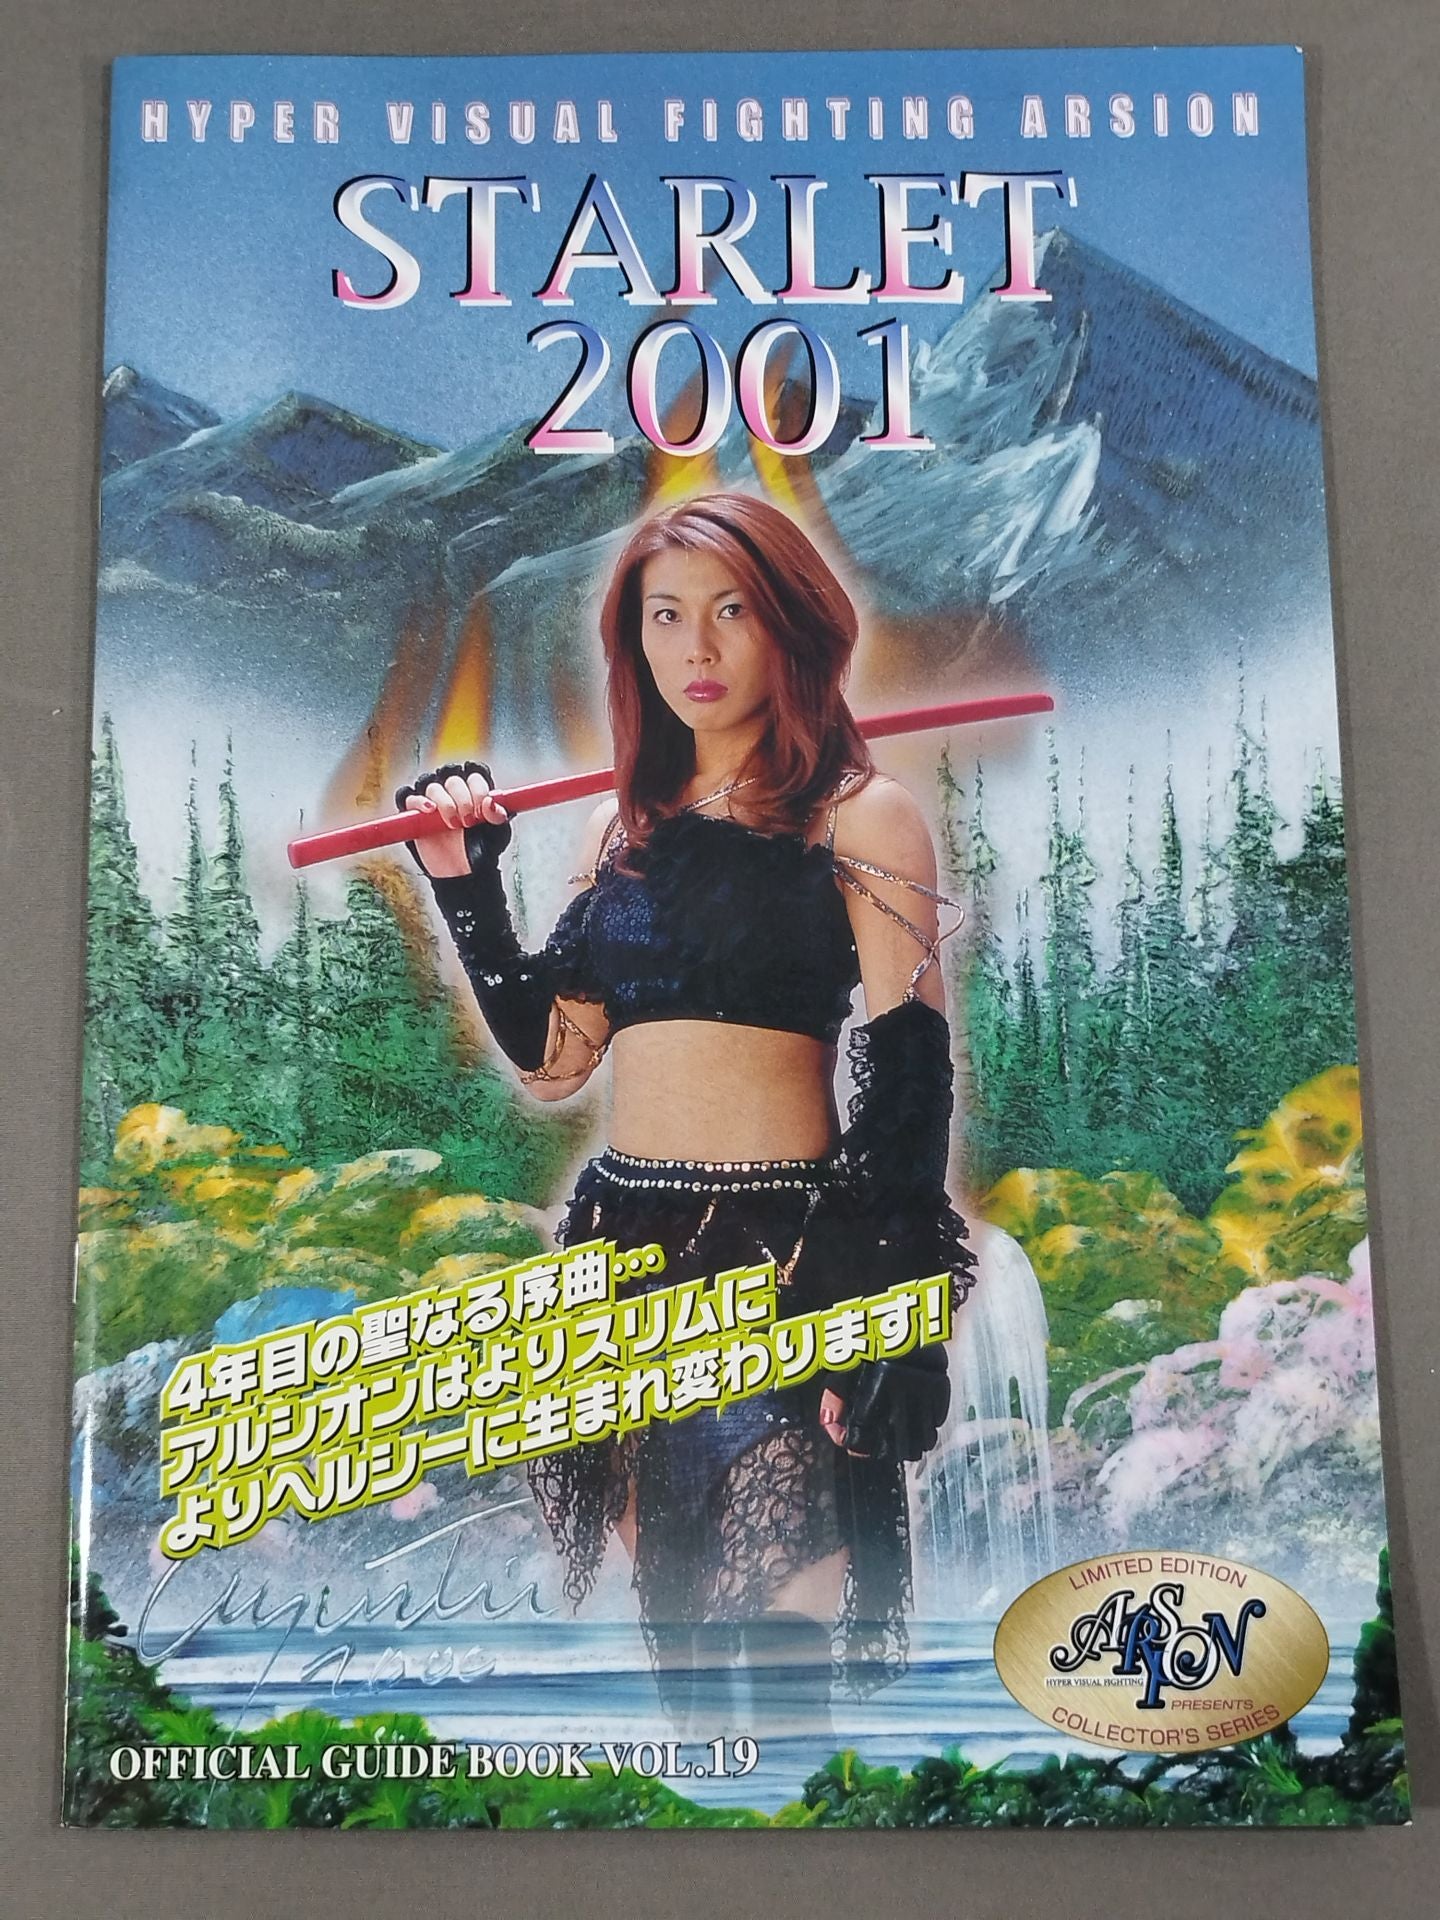 HYPER VISUAL FIGHTING ARSION
STARLET
2001
4年目の聖なる序曲…
アルシオンはよりスリムに
よりヘルシーに生まれ変わります!
2000
LIMITED EDITION
ARSION
HYPER VISUAL FIGHTING
PRESENTS
COLLECTOR'S SERIES
OFFICIAL GUIDE BOOK VOL.19